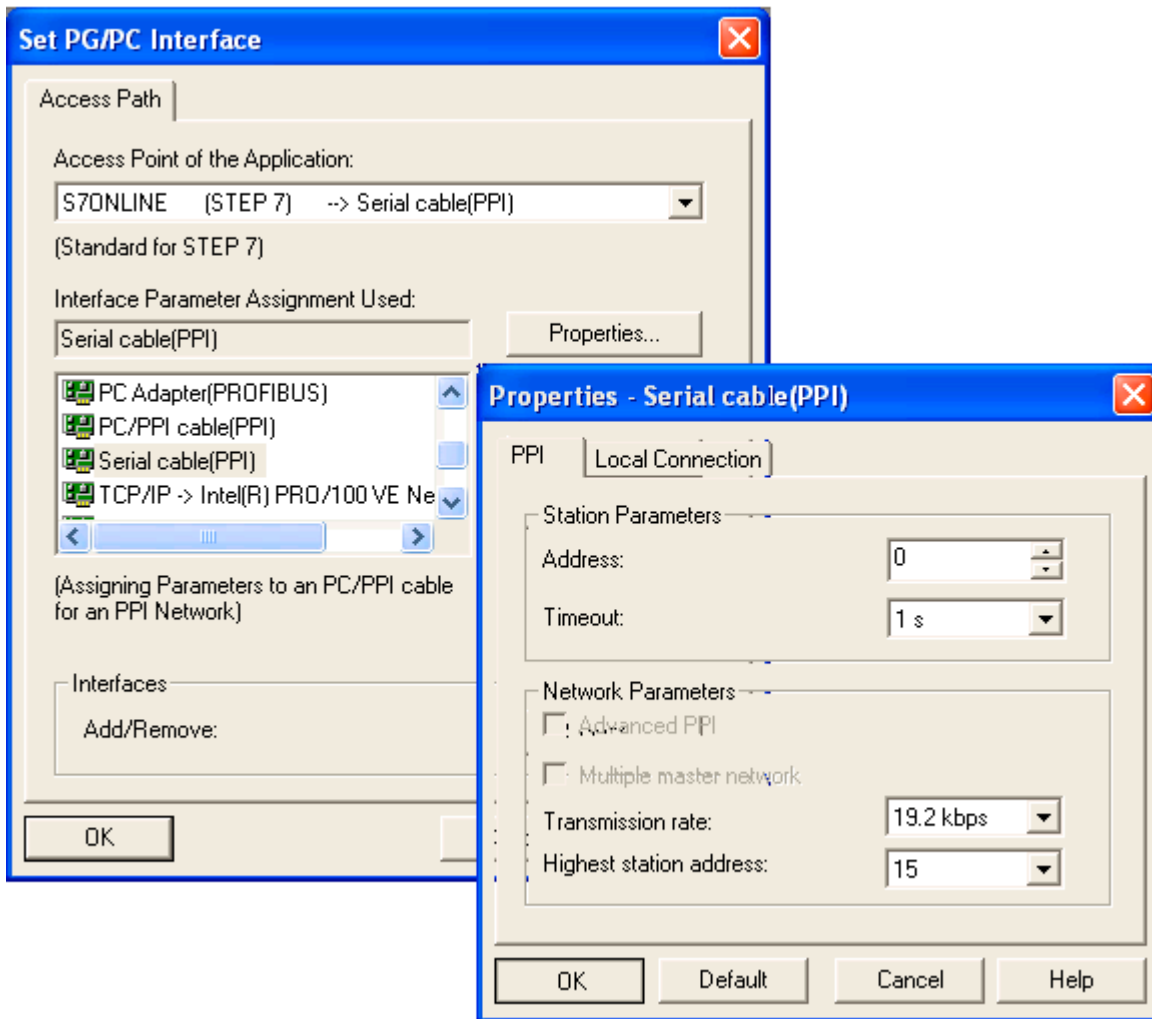 Set PG/PC Interface
Access Path
Access Point of the Application:
S7ONLINE (STEP 7) --> Serial cable(PPI)
(Standard for STEP 7)
Interface Parameter Assignment Used:
Serial cable(PPI)
Properties...
PC Adapter(PROFIBUS)
PC/PPI cable(PPI)
Serial cable(PPI)
TCP/IP -> Intel(R) PRO/100 VE Ne
(Assigning Parameters to an PC/PPI cable
for an PPI Network)
Interfaces
Add/Remove:
OK
Properties - Serial cable(PPI)
PPI
Local Connection
Station Parameters
Address: 0
Timeout: 1 s
Network Parameters
Advanced PPI
Multiple master network
Transmission rate: 19.2 kbps
Highest station address: 15
OK Default Cancel Help